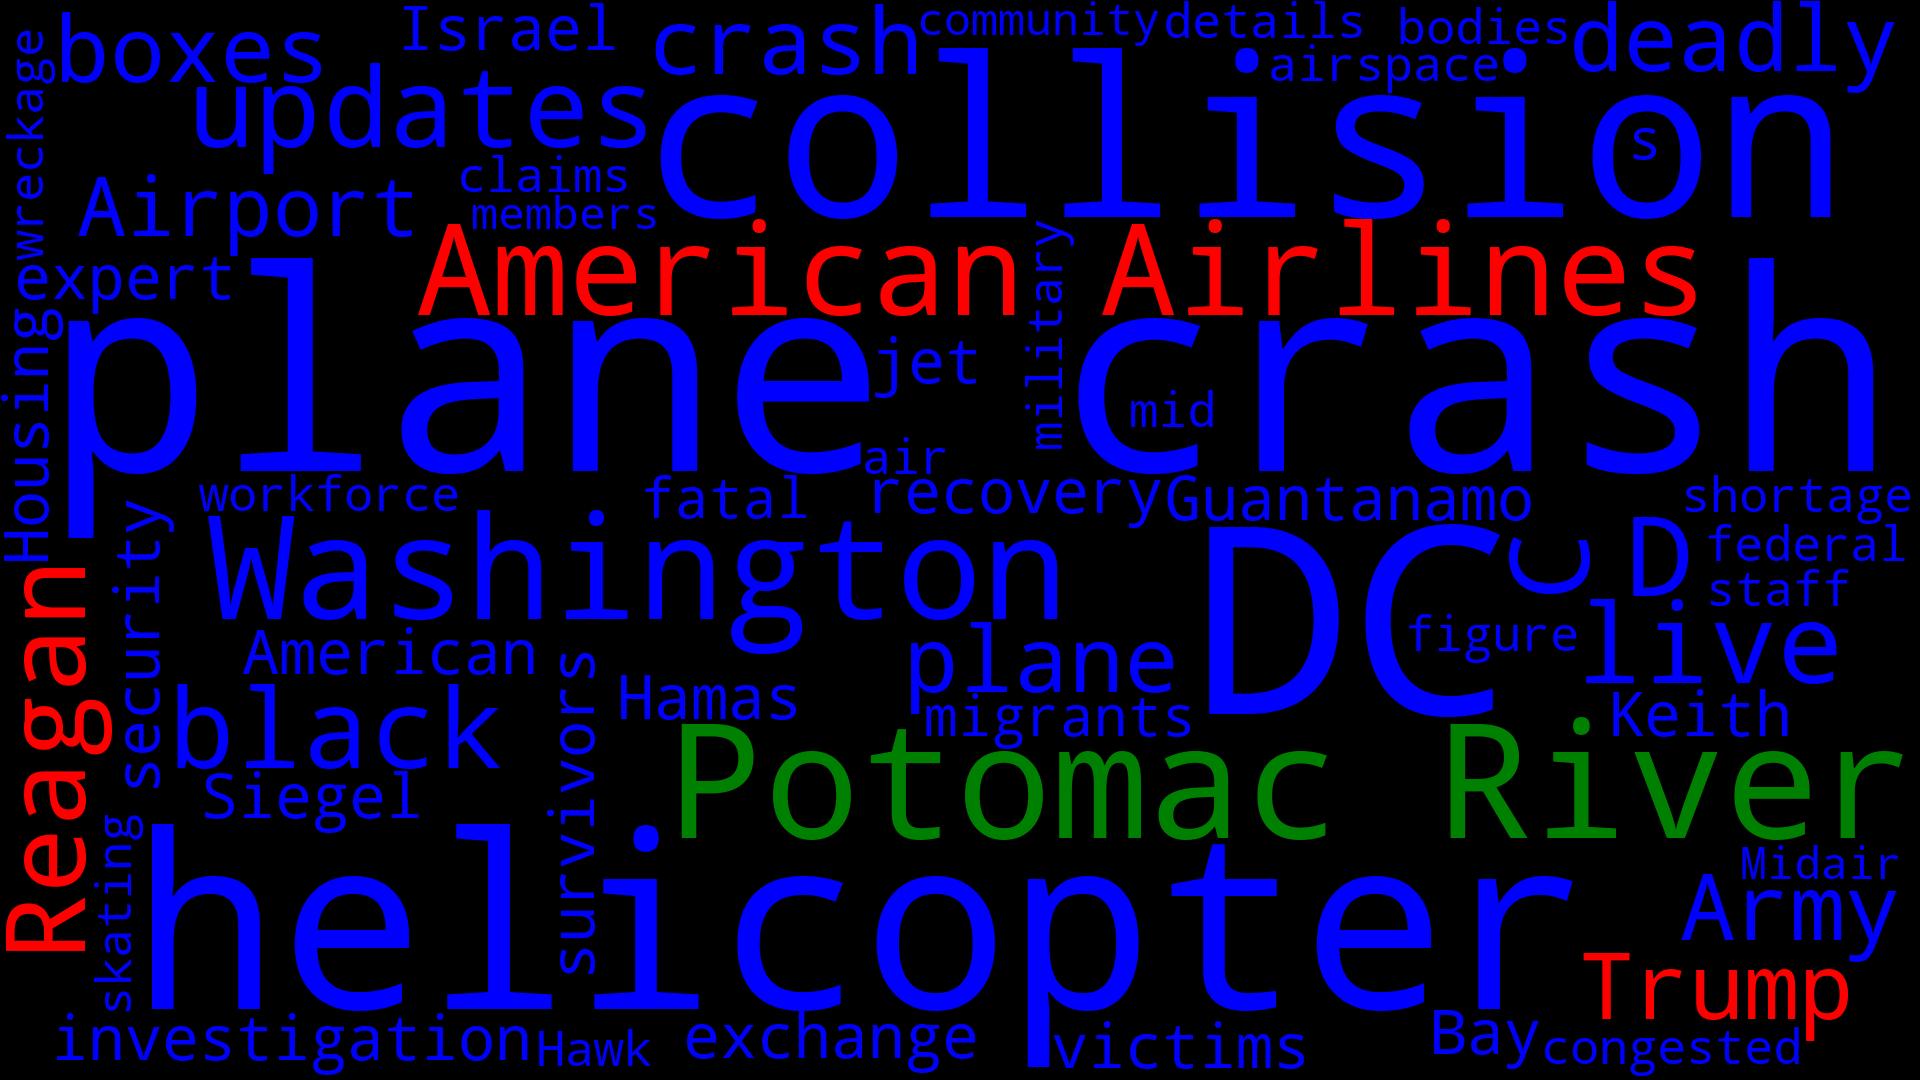 boxes
Israel
crash
community
details
bodies
deadly
wreckage
updates
collision
airspace
s
Airport
claims
members
expert
American Airlines
military
Housing
plane crash
jet
mid
air
workforce
fatal
recovery
Guantanamo
shortage
security
Washington
DC
C
D
federal
staff
Reagan
American
survivors
plane
figure
live
black
Hamas
migrants
Keith
Siegel
Potomac River
skating
helicopter
Midair
Army
Trump
investigation
Hawk
exchange
victims
Bay
congested